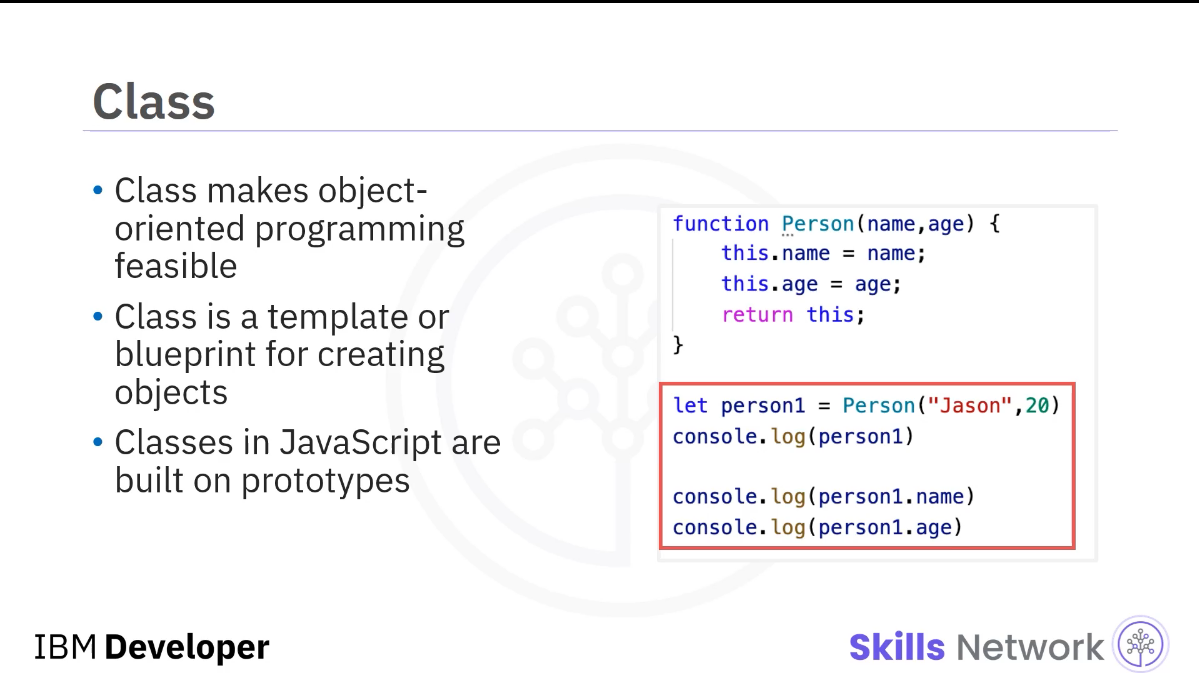 Class
• Class makes object-
oriented programming
feasible
• Class is a template or
blueprint for creating
objects
• Classes in JavaScript are
built on prototypes
function Person(name,age) {
    this.name = name;
    this.age = age;
    return this;
}
let person1 = Person("Jason",20)
console.log(person1)
console.log(person1.name)
console.log(person1.age)
IBM Developer
Skills Network